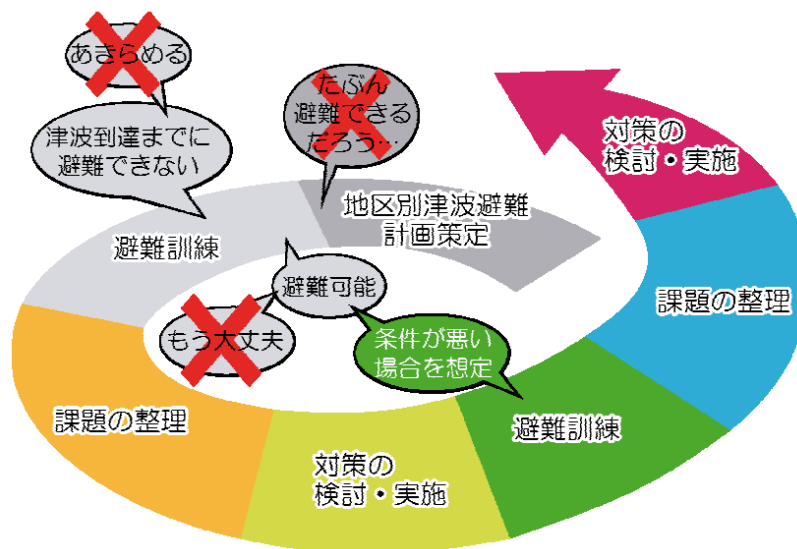 あきらめる
津波到達までに
避難できない
たぶん
避難できる
だろう…
地区別津波避難
計画策定
避難訓練
避難可能
もう大丈夫
条件が悪い
場合を想定
課題の整理
対策の
検討・実施
避難訓練
課題の整理
対策の
検討・実施